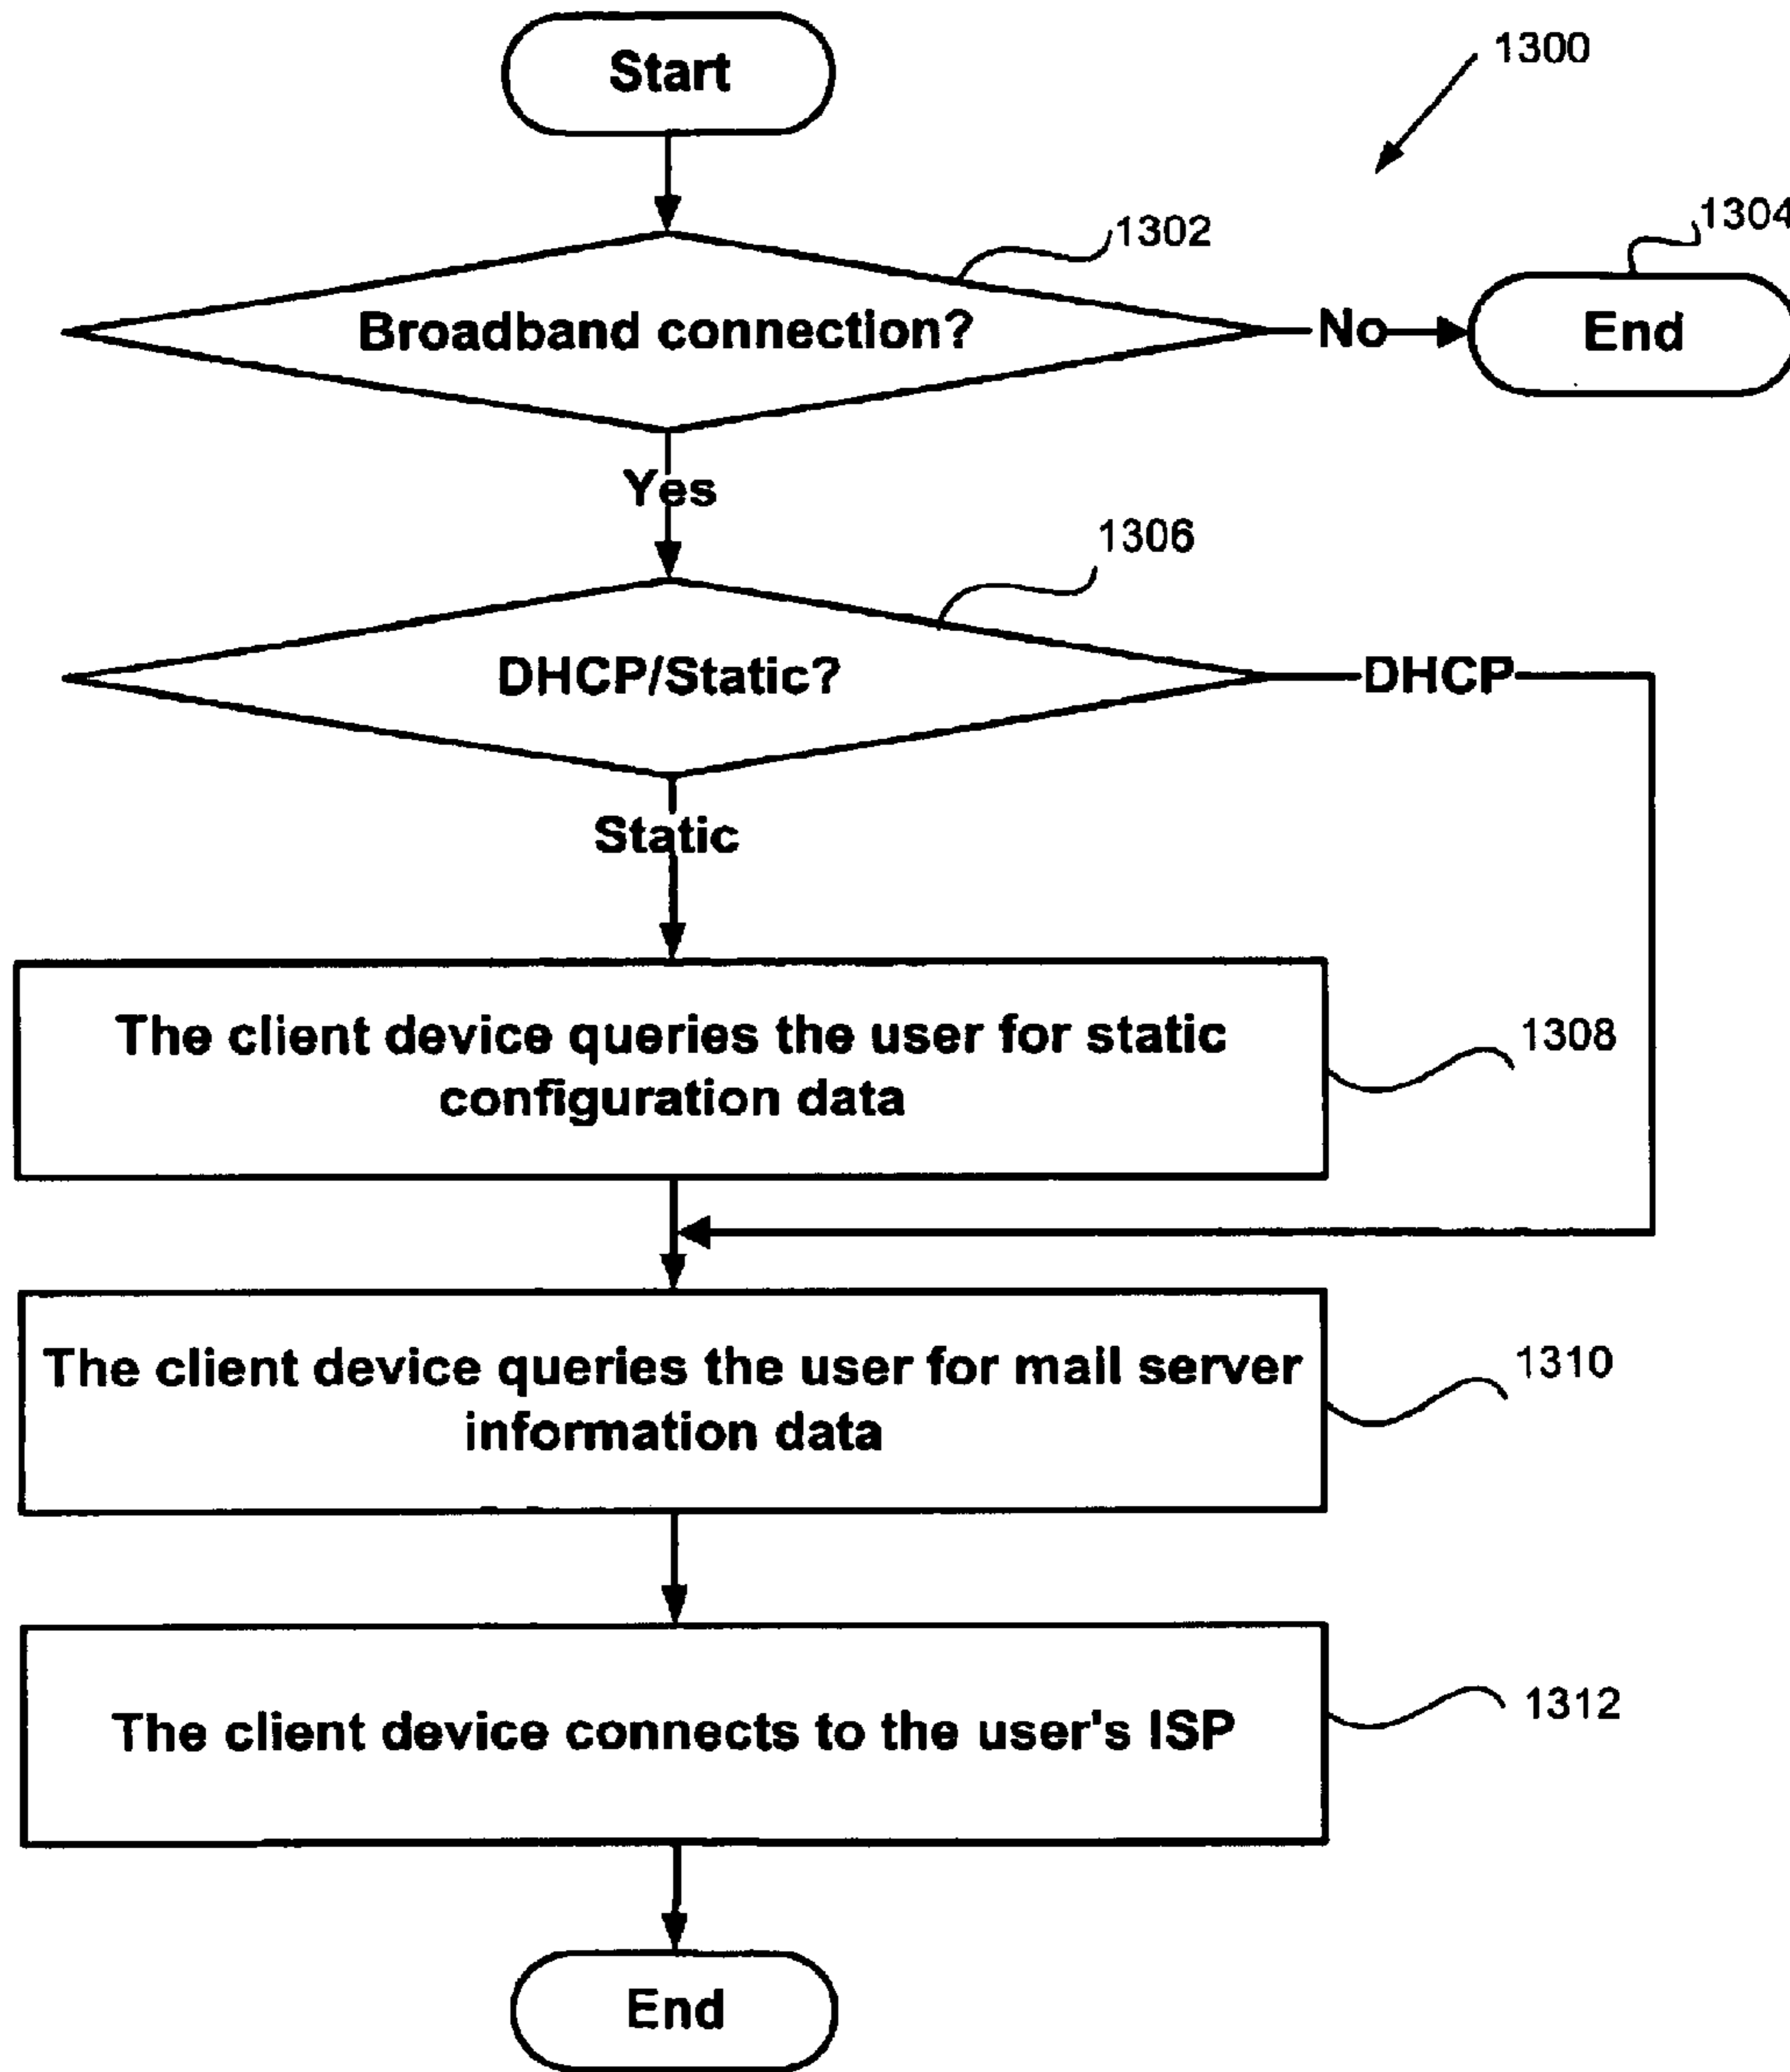 Start
1300
1302
1304
Broadband connection?
No
End
Yes
1306
DHCP/Static?
DHCP
Static
The client device queries the user for static
configuration data
1308
The client device queries the user for mail server
information data
1310
The client device connects to the user's ISP
1312
End